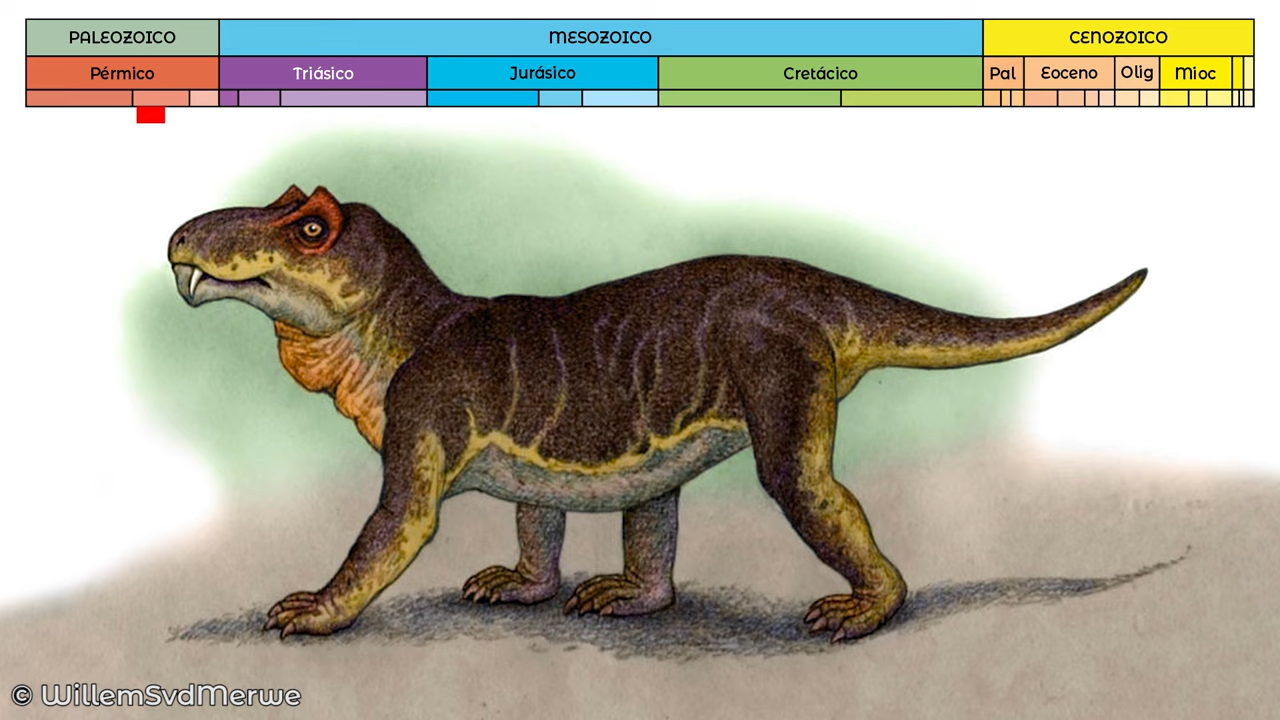 PALEOZOICO MESOZOICO CENOZOICO
Pérmico Triásico Jurásico Cretácico Pal Eoceno Olig Mioc
© WillemSvdMerwe